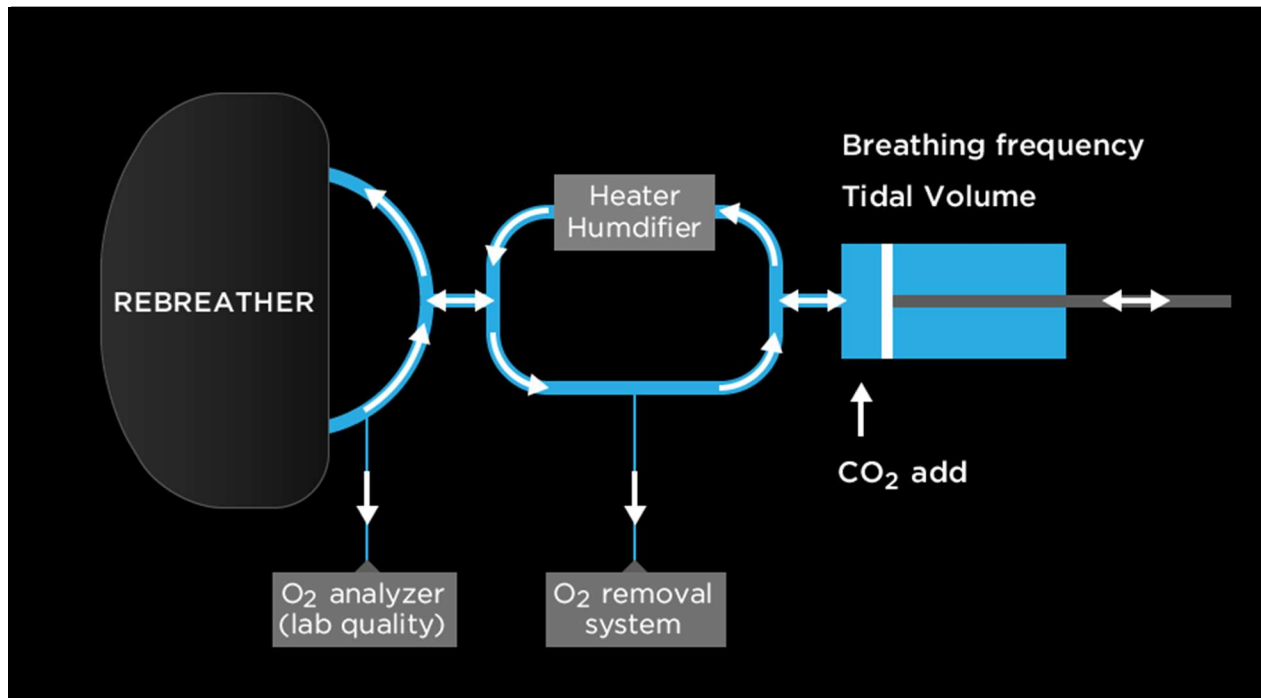 Breathing frequency
Tidal Volume
Heater
Humdifier
REBREATHER
CO₂ add
O₂ analyzer
(lab quality)
O₂ removal
system